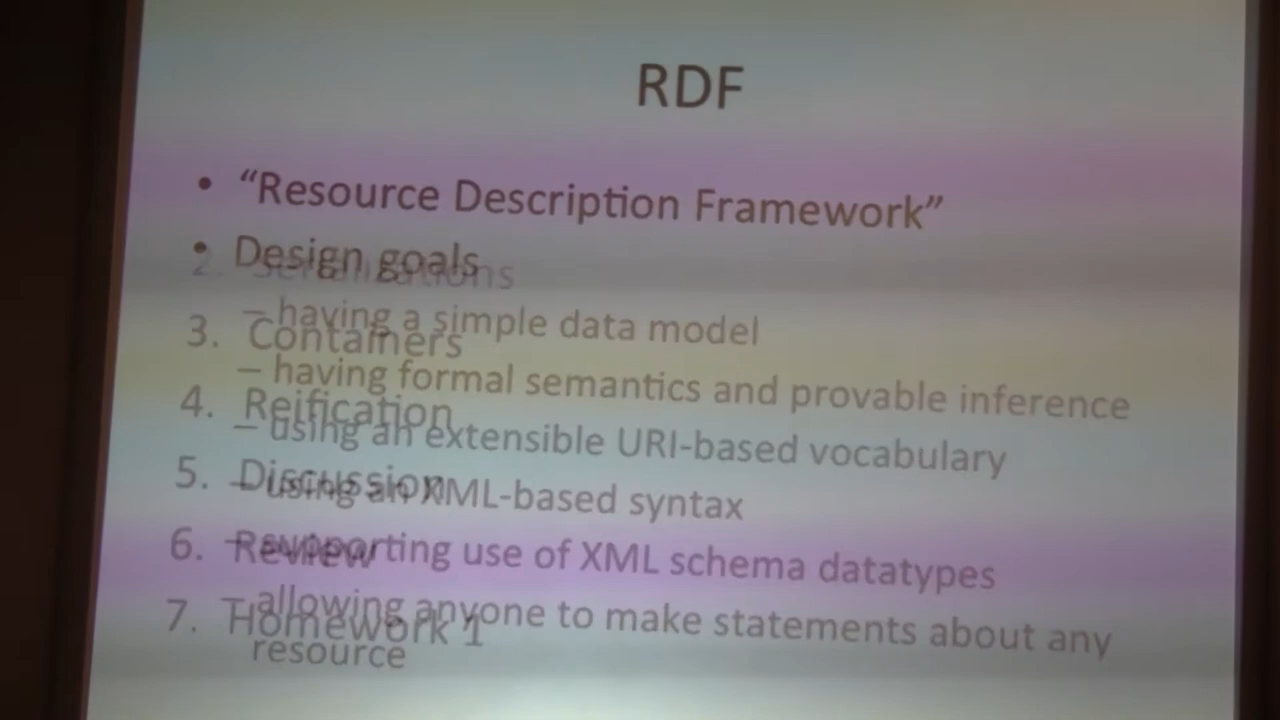 RDF
• “Resource Description Framework”
• Design goals
2. Serializations
– having a simple data model
3. Containers
– having formal semantics and provable inference
4. Reification
– using an extensible URI-based vocabulary
5. Discussion
– using an XML-based syntax
6. Review
– supporting use of XML schema datatypes
– allowing anyone to make statements about any
7. Homework 1
resource